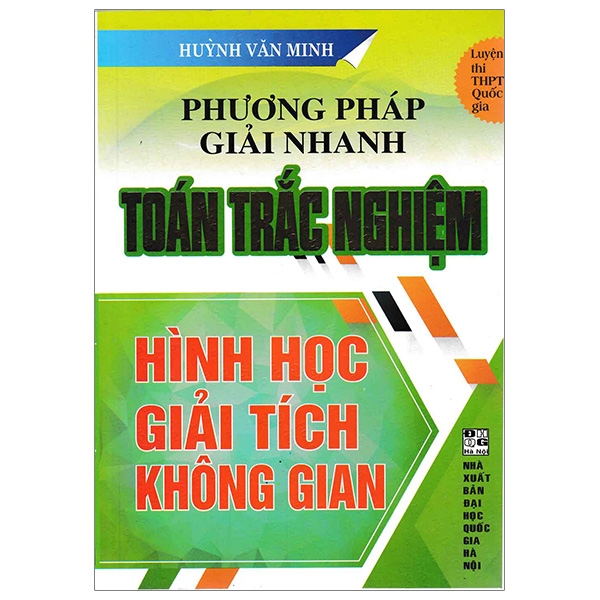 HUỲNH VĂN MINH
Luyện
thi
THPT
Quốc
gia
PHƯƠNG PHÁP
GIẢI NHANH
TOÁN TRẮC NGHIỆM
HÌNH HỌC
GIẢI TÍCH
KHÔNG GIAN
Hà Nội
NHÀ
XUẤT
BẢN
ĐẠI
HỌC
QUỐC
GIA
HÀ
NỘI